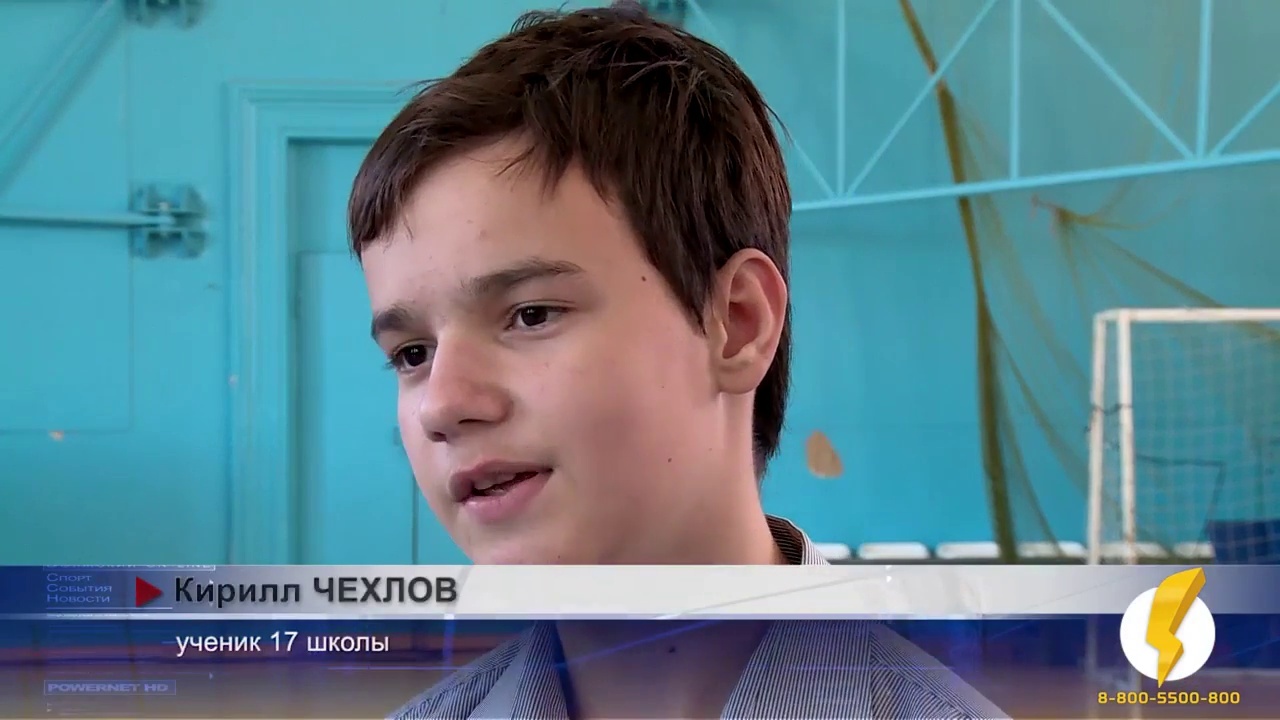 Спорт
События
Новости
Кирилл ЧЕХЛОВ
ученик 17 школы
POWERNET HD
8-800-5500-800